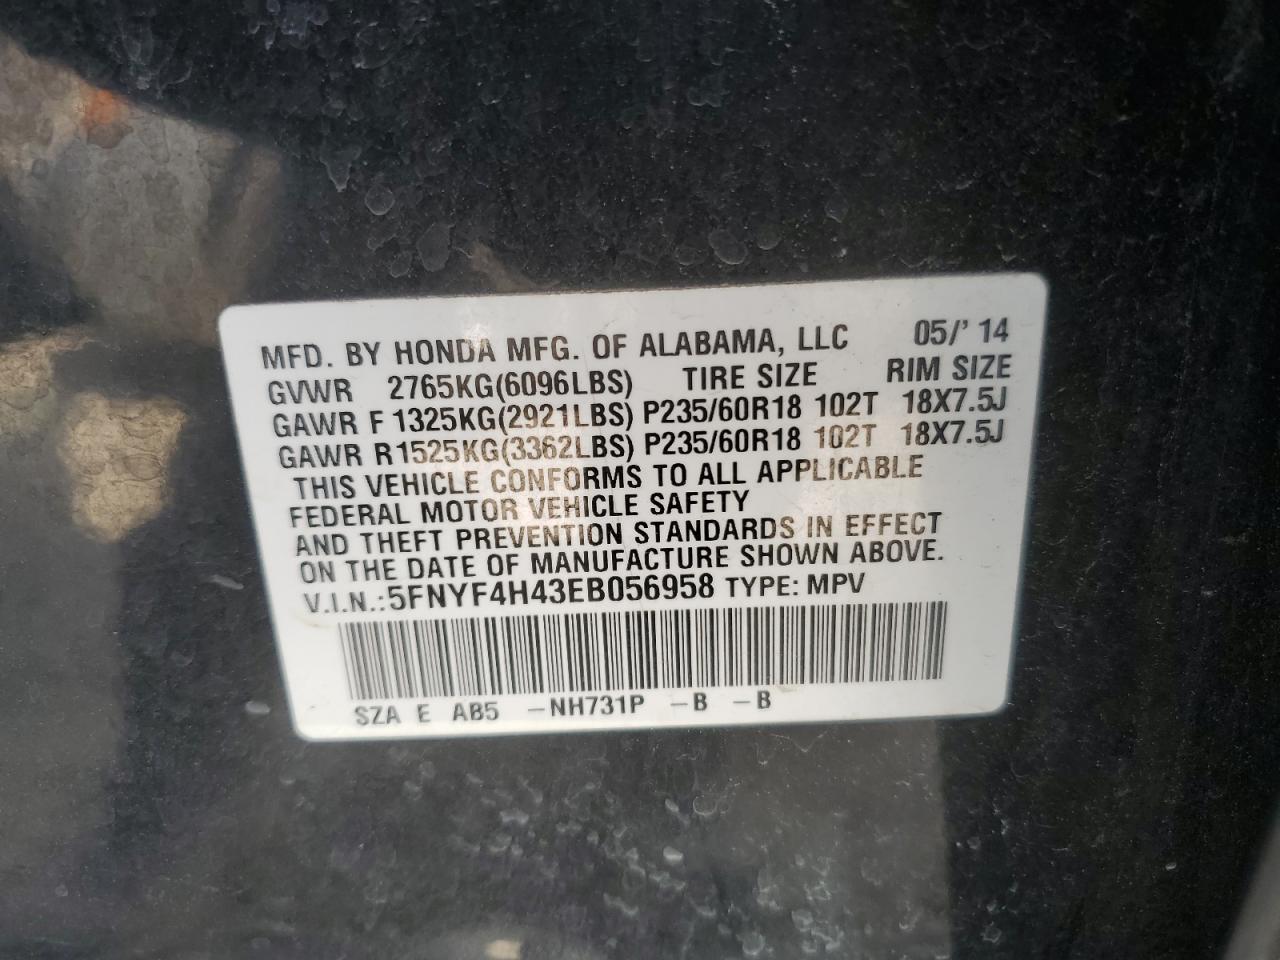 MFD. BY HONDA MFG. OF ALABAMA, LLC 05/' 14
GVWR 2765KG(6096LBS) TIRE SIZE RIM SIZE
GAWR F 1325KG(2921LBS) P235/60R18 102T 18X7.5J
GAWR R1525KG(3362LBS) P235/60R18 102T 18X7.5J
THIS VEHICLE CONFORMS TO ALL APPLICABLE
FEDERAL MOTOR VEHICLE SAFETY
AND THEFT PREVENTION STANDARDS IN EFFECT
ON THE DATE OF MANUFACTURE SHOWN ABOVE.
V.I.N.:5FNYF4H43EB056958 TYPE: MPV
SZA E AB5 -NH731P -B -B